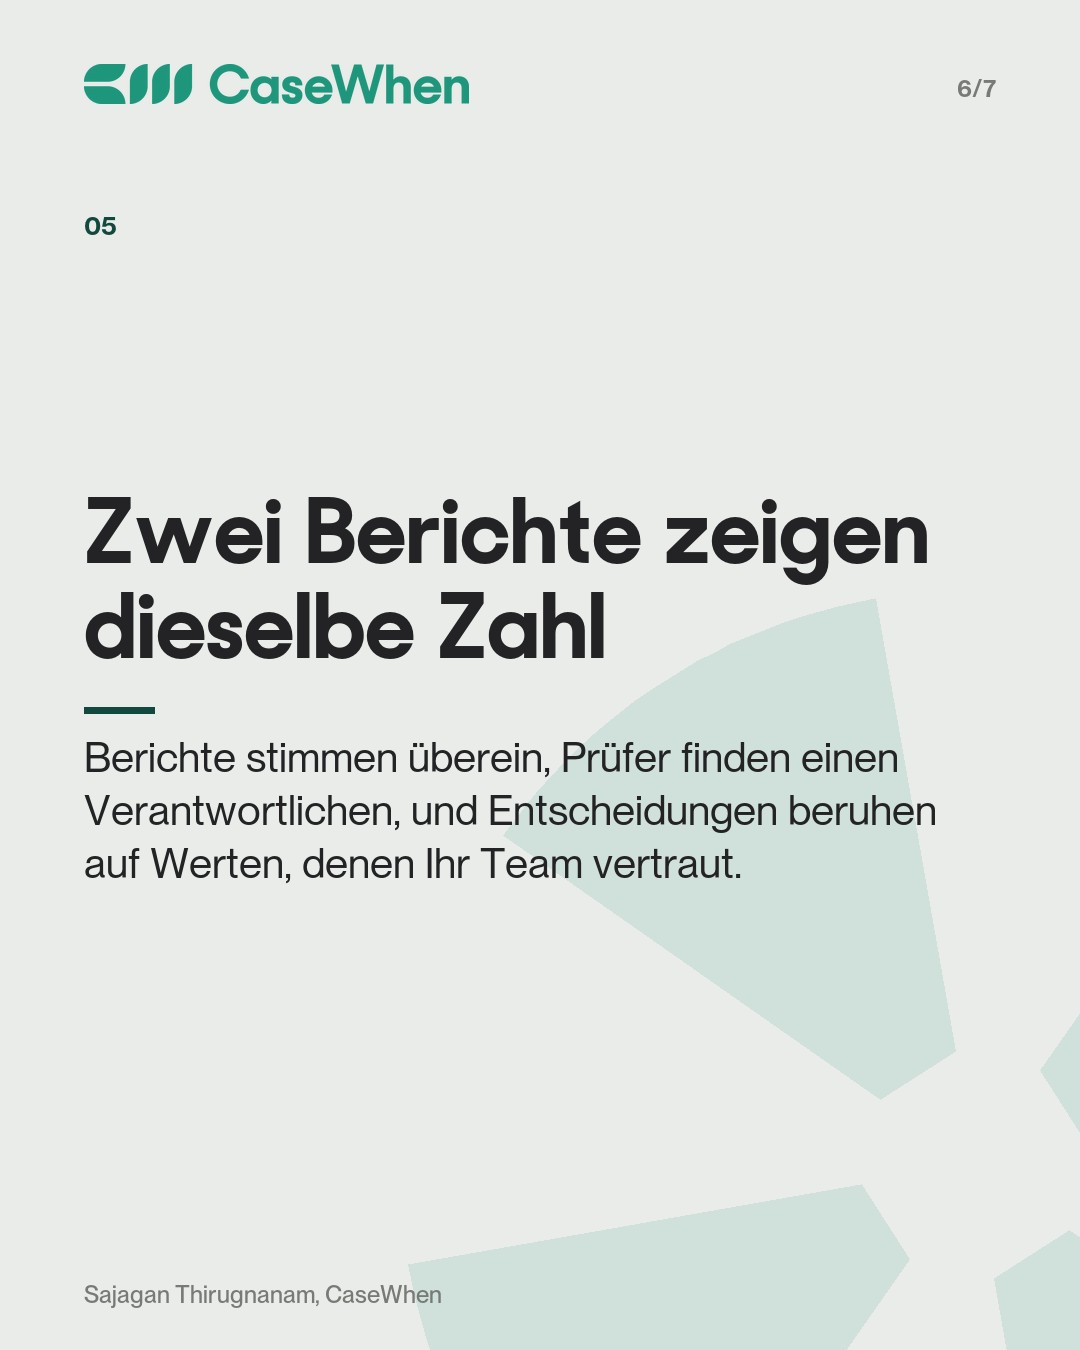 CaseWhen
6/7
05
Zwei Berichte zeigen
dieselbe Zahl
Berichte stimmen überein, Prüfer finden einen
Verantwortlichen, und Entscheidungen beruhen
auf Werten, denen Ihr Team vertraut.
Sajagan Thirugnanam, CaseWhen